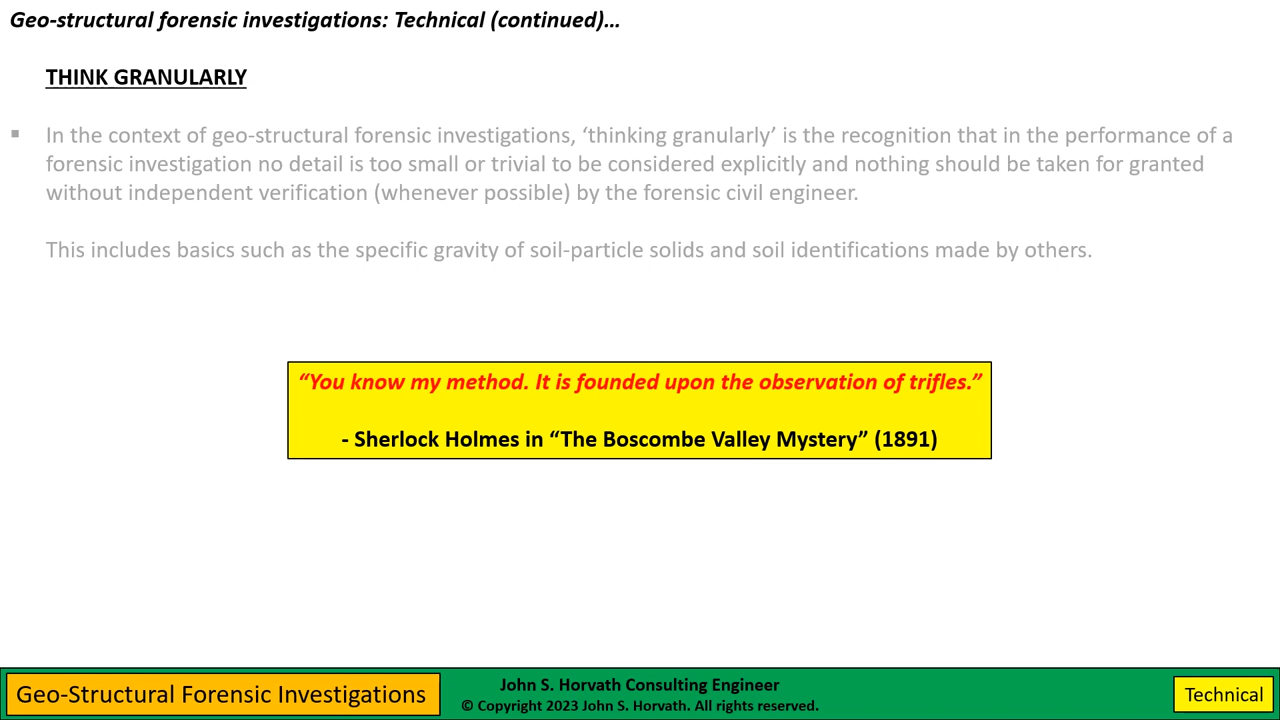 Geo-structural forensic investigations: Technical (continued)…
THINK GRANULARLY
▪ In the context of geo-structural forensic investigations, ‘thinking granularly’ is the recognition that in the performance of a
forensic investigation no detail is too small or trivial to be considered explicitly and nothing should be taken for granted
without independent verification (whenever possible) by the forensic civil engineer.
This includes basics such as the specific gravity of soil-particle solids and soil identifications made by others.
“You know my method. It is founded upon the observation of trifles.”
- Sherlock Holmes in “The Boscombe Valley Mystery” (1891)
Geo-Structural Forensic Investigations
John S. Horvath Consulting Engineer
© Copyright 2023 John S. Horvath. All rights reserved.
Technical